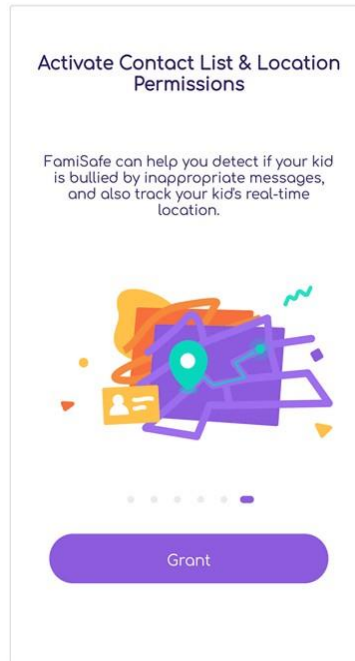 Activate Contact List & Location
Permissions
FamiSafe can help you detect if your kid
is bullied by inappropriate messages,
and also track your kid's real-time
location.
Grant